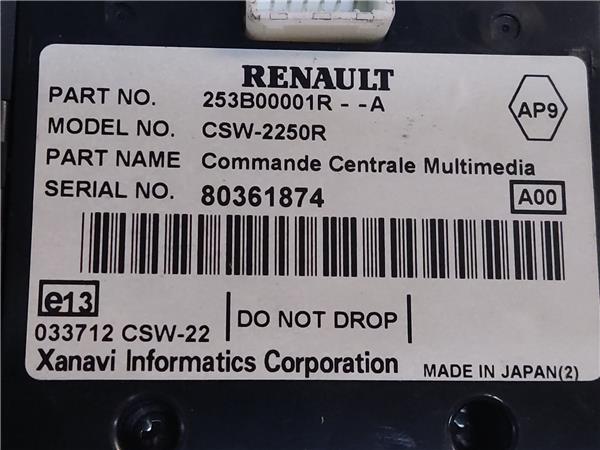 RENAULT
PART NO. 253B00001R - -A
AP9
MODEL NO. CSW-2250R
PART NAME Commande Centrale Multimedia
SERIAL NO. 80361874
A00
e13
033712 CSW-22
DO NOT DROP
Xanavi Informatics Corporation
MADE IN JAPAN(2)